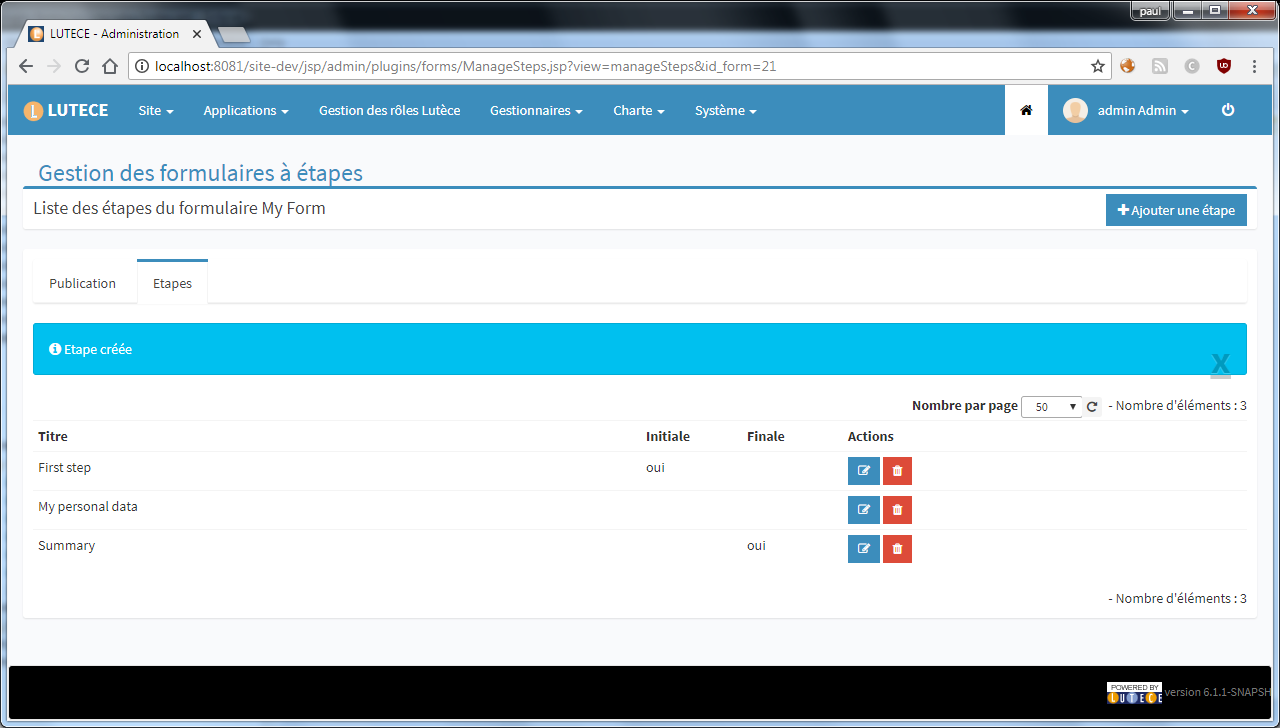 paul
LUTECE - Administration
localhost:8081/site-dev/jsp/admin/plugins/forms/ManageSteps.jsp?view=manageSteps&id_form=21
LUTECE Site Applications Gestion des rôles Lutèce Gestionnaires Charte Système admin Admin
Gestion des formulaires à étapes
Liste des étapes du formulaire My Form
Ajouter une étape
Publication Etapes
Etape créée
X
Nombre par page 50 - Nombre d'éléments : 3
Titre Initiale Finale Actions
First step oui
My personal data
Summary oui
- Nombre d'éléments : 3
POWERED BY
LUTECE version 6.1.1-SNAPSH